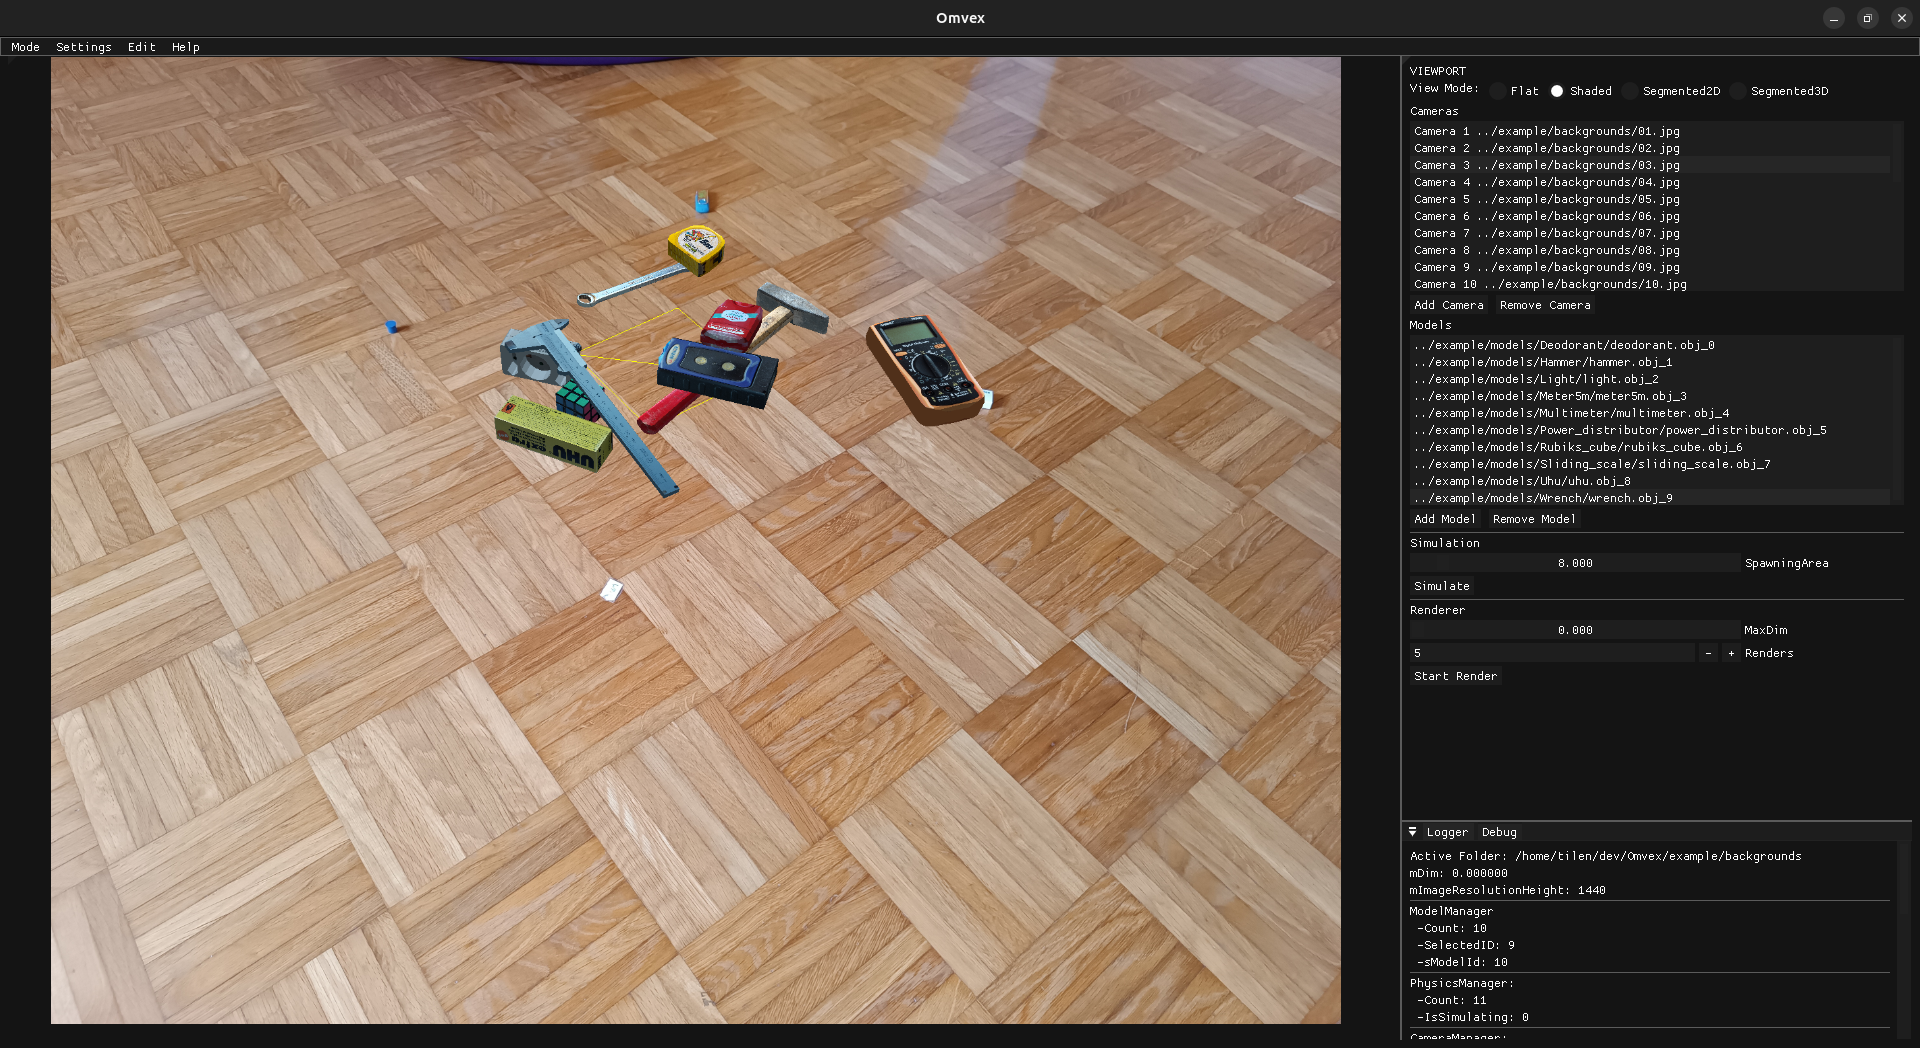 Omvex
Mode Settings Edit Help
VIEWPORT
View Mode: Flat Shaded Segmented2D Segmented3D
Cameras
Camera 1 ../example/backgrounds/01.jpg
Camera 2 ../example/backgrounds/02.jpg
Camera 3 ../example/backgrounds/03.jpg
Camera 4 ../example/backgrounds/04.jpg
Camera 5 ../example/backgrounds/05.jpg
Camera 6 ../example/backgrounds/06.jpg
Camera 7 ../example/backgrounds/07.jpg
Camera 8 ../example/backgrounds/08.jpg
Camera 9 ../example/backgrounds/09.jpg
Camera 10 ../example/backgrounds/10.jpg
Add Camera Remove Camera
Models
../example/models/Deodorant/deodorant.obj_0
../example/models/Hammer/hammer.obj_1
../example/models/Light/light.obj_2
../example/models/Meter5m/meter5m.obj_3
../example/models/Multimeter/multimeter.obj_4
../example/models/Power_distributor/power_distributor.obj_5
../example/models/Rubiks_cube/rubiks_cube.obj_6
../example/models/Sliding_scale/sliding_scale.obj_7
../example/models/Uhu/uhu.obj_8
../example/models/Wrench/wrench.obj_9
Add Model Remove Model
Simulation
8.000 SpawningArea
Simulate
Renderer
0.000 MaxDim
5 - + Renders
Start Render
Logger Debug
Active Folder: /home/tilen/dev/Omvex/example/backgrounds
mDim: 0.000000
mImageResolutionHeight: 1440
ModelManager
-Count: 10
-SelectedID: 9
-sModelId: 10
PhysicsManager:
-Count: 11
-IsSimulating: 0
CameraManager:
UHU